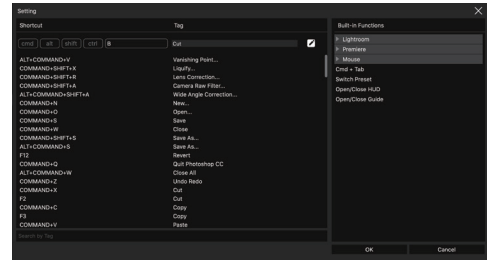 Setting
Shortcut Tag
cmd alt shift ctrl 8 Cut
ALT+COMMAND+V Vanishing Point...
COMMAND+SHIFT+X Liquify...
COMMAND+SHIFT+R Lens Correction...
COMMAND+SHIFT+A Camera Raw Filter...
ALT+COMMAND+SHIFT+A Wide Angle Correction...
COMMAND+N New...
COMMAND+O Open...
COMMAND+S Save
COMMAND+W Close
COMMAND+SHIFT+S Save As...
ALT+COMMAND+S Save As...
F12 Revert
COMMAND+Q Quit Photoshop CC
ALT+COMMAND+W Close All
COMMAND+Z Undo Redo
COMMAND+X Cut
F2 Cut
COMMAND+C Copy
F3 Copy
COMMAND+V Paste
Search by Tag
Built-in Functions
Lightroom
Premiere
Mouse
Cmd + Tab
Switch Preset
Open/Close HUD
Open/Close Guide
OK Cancel